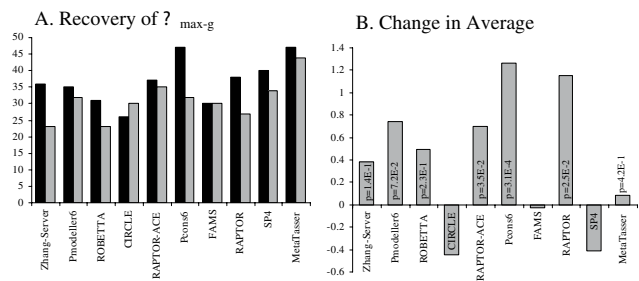 A. Recovery of ? max-g
50
45
40
35
30
25
20
15
10
5
0
Zhang-Server
Pmodeller6
ROBETTA
CIRCLE
RAPTOR-ACE
Pcons6
FAMS
RAPTOR
SP4
MetaTasser
B. Change in Average
1.4
1.2
1
0.8
0.6
0.4
0.2
0
-0.2
-0.4
-0.6
p=1.4E-1
p=7.2E-2
p=2.3E-1
p=3.5E-2
p=3.1E-4
p=2.5E-2
p=4.2E-1
Zhang-Server
Pmodeller6
ROBETTA
CIRCLE
RAPTOR-ACE
Pcons6
FAMS
RAPTOR
SP4
MetaTasser